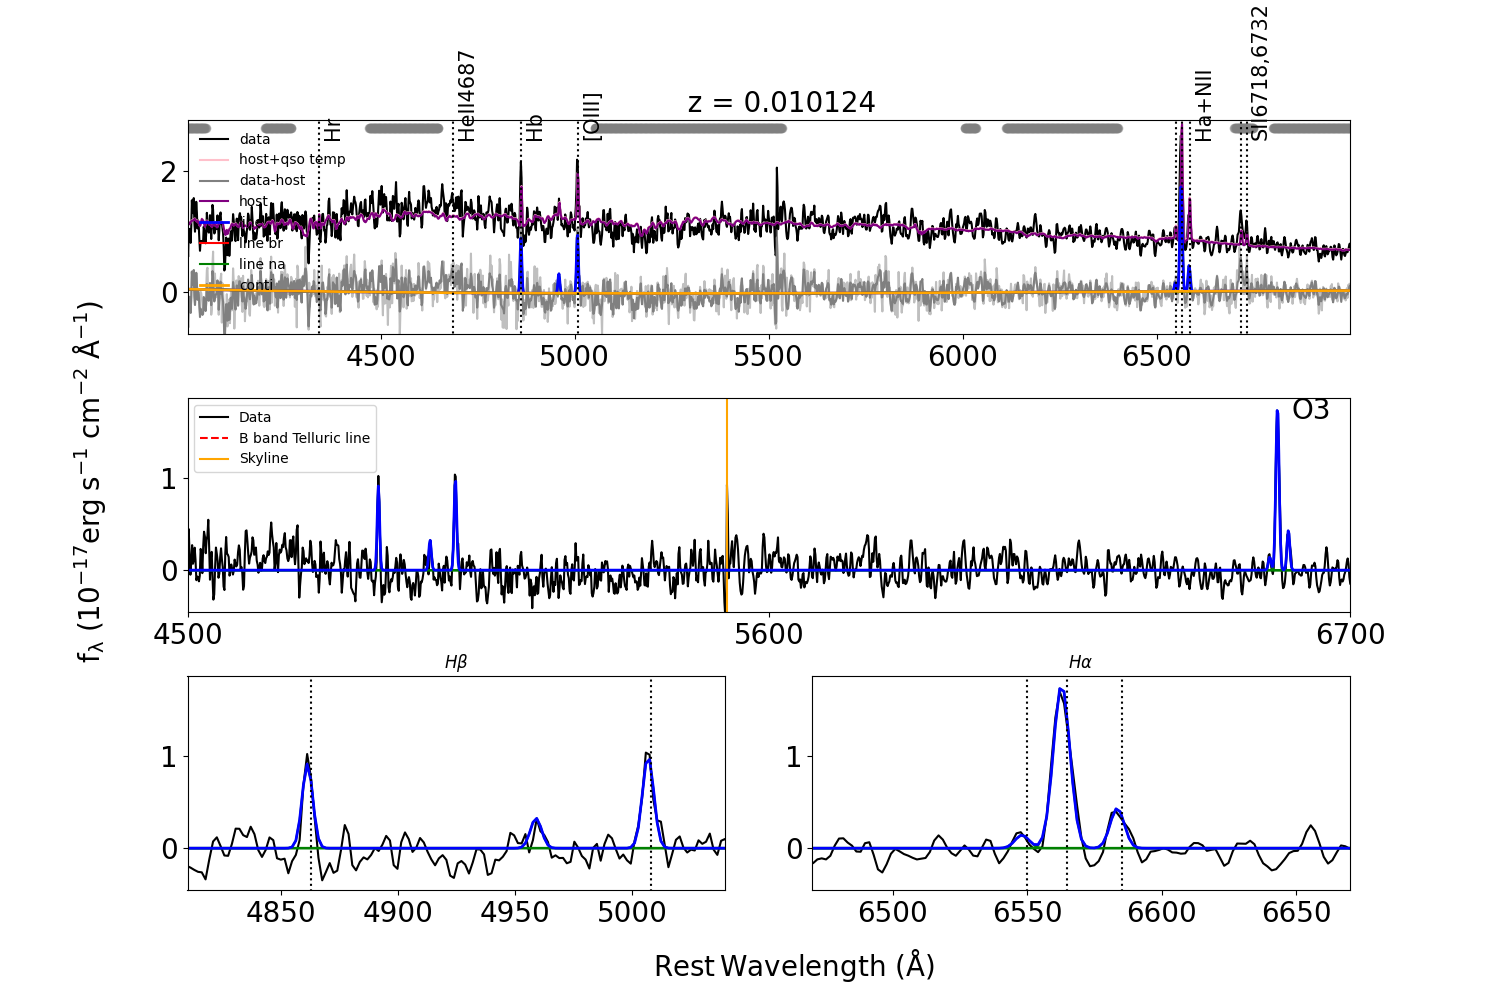 z = 0.010124
Hr
HeII4687
Hb
[OIII]
Ha+NII
SII6718,6732
data
host+qso temp
data-host
host
line br
line na
conti
2
0
4500 5000 5500 6000 6500
Data
B band Telluric line
Skyline
O3
1
0
4500 5600 6700
fλ (10⁻¹⁷erg s⁻¹ cm⁻² Å⁻¹)
Hβ
1
0
4850 4900 4950 5000
Hα
1
0
6500 6550 6600 6650
Rest Wavelength (Å)